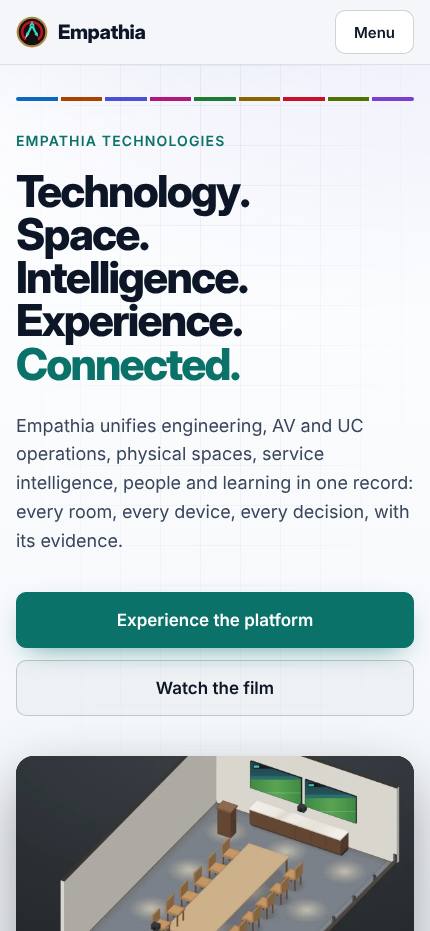 Empathia
Menu
EMPATHIA TECHNOLOGIES
Technology.
Space.
Intelligence.
Experience.
Connected.
Empathia unifies engineering, AV and UC
operations, physical spaces, service
intelligence, people and learning in one record:
every room, every device, every decision, with
its evidence.
Experience the platform
Watch the film